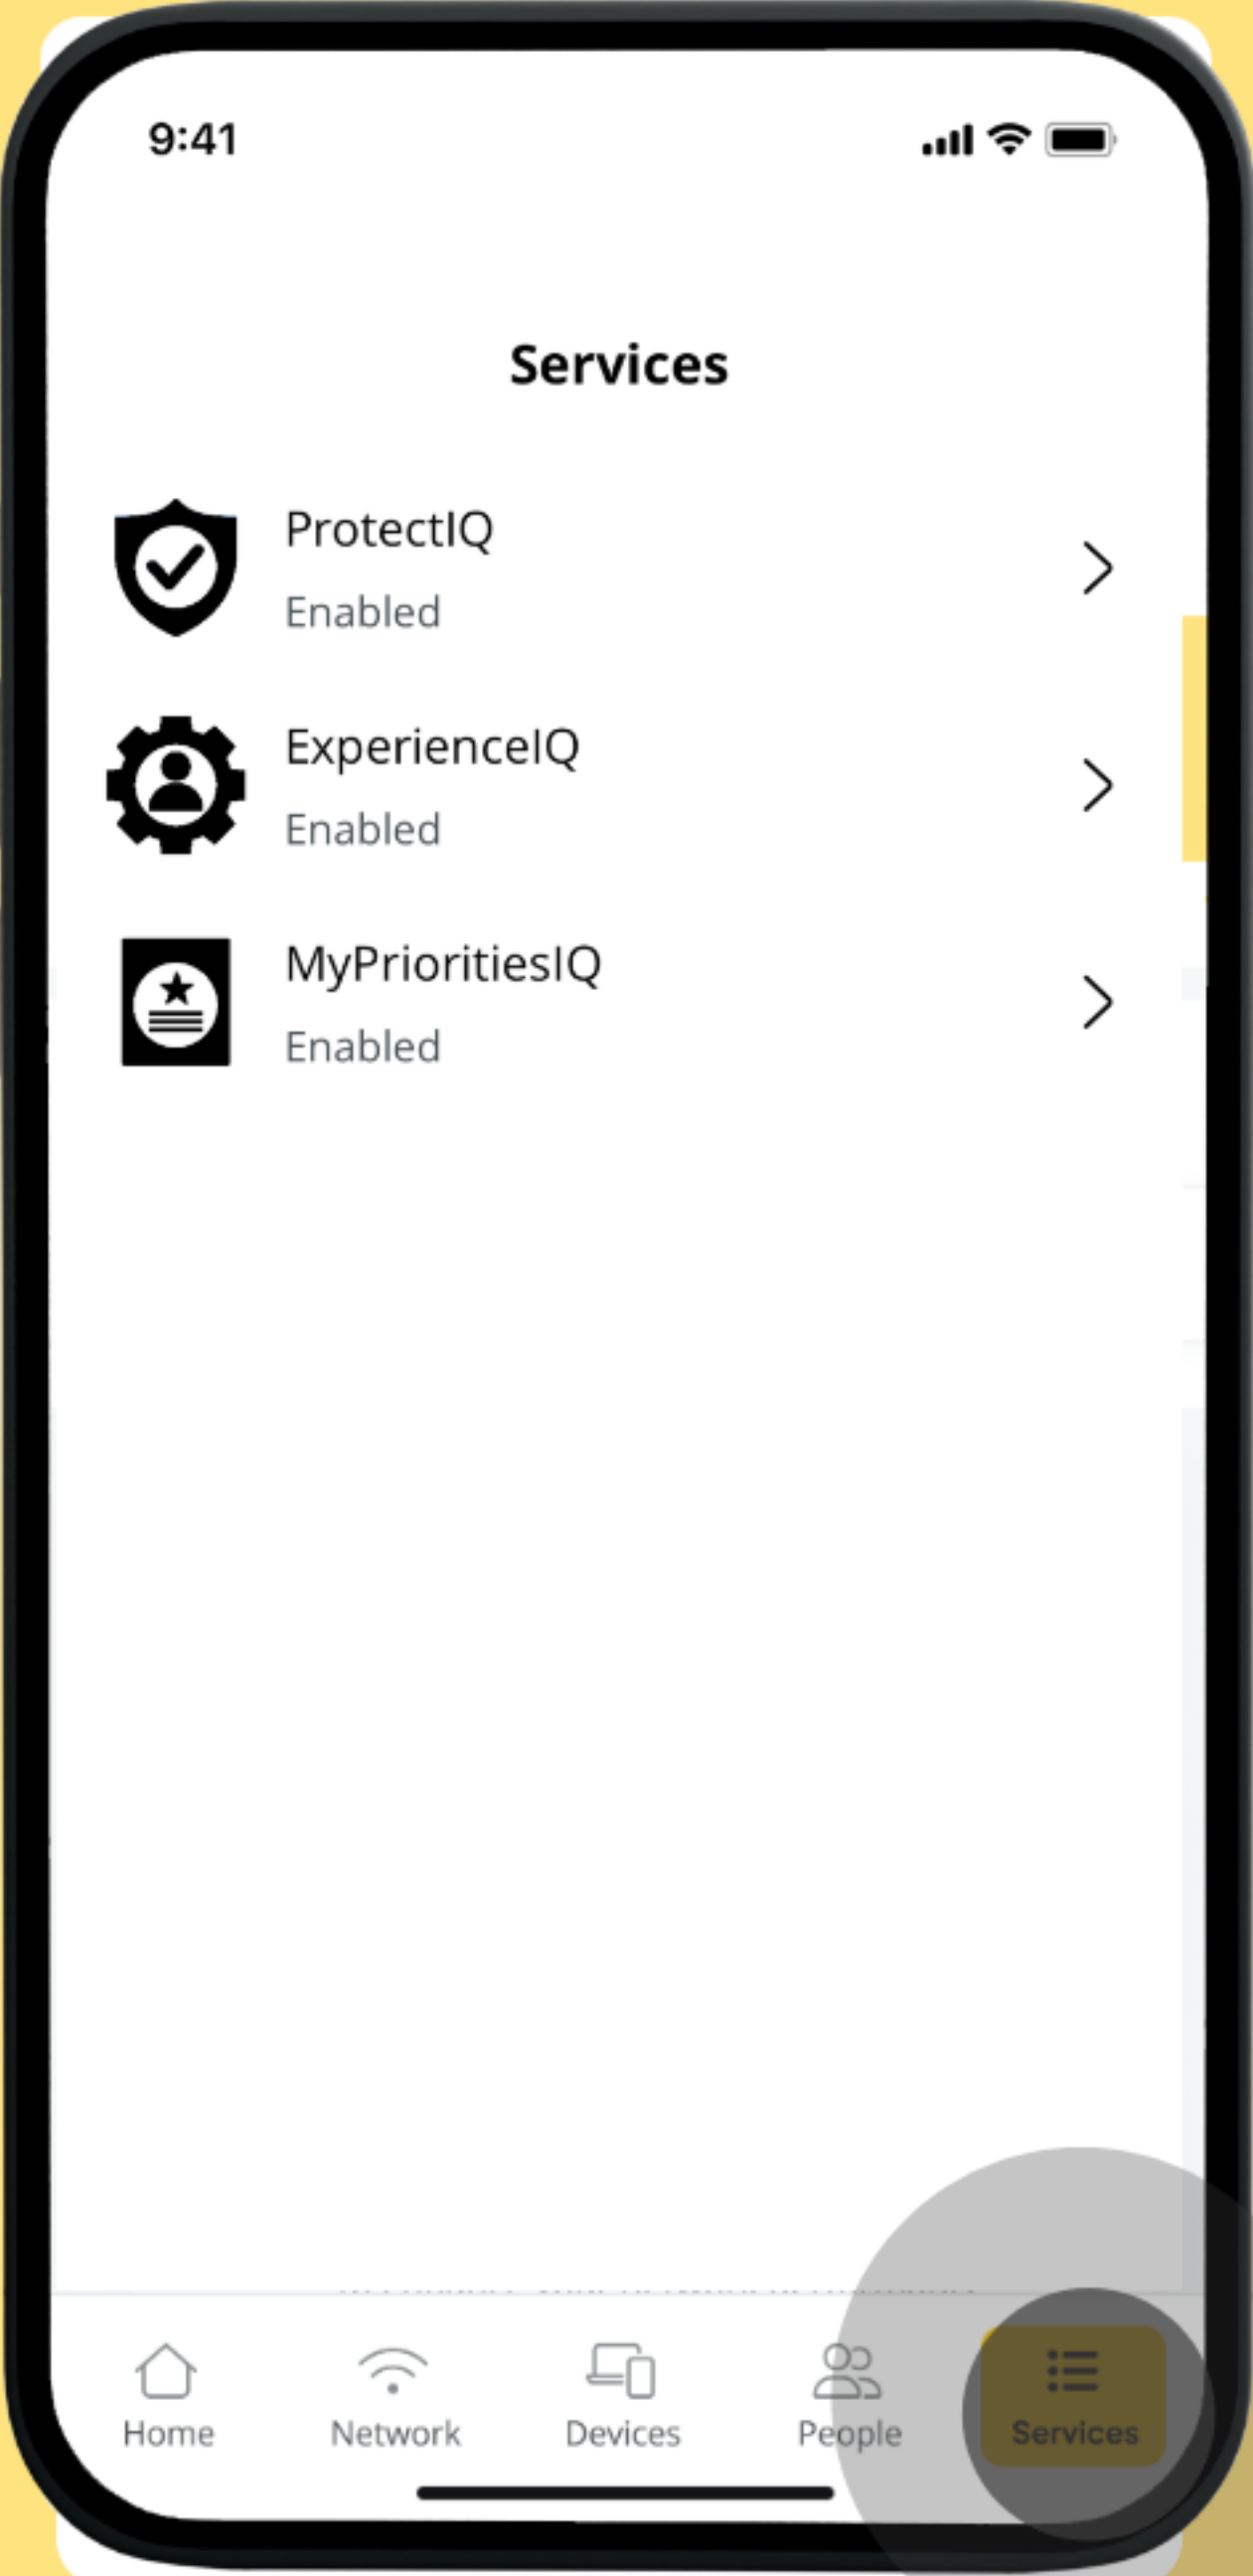 9:41
Services
ProtectIQ
Enabled
ExperienceIQ
Enabled
MyPrioritiesIQ
Enabled
Home
Network
Devices
People
Services